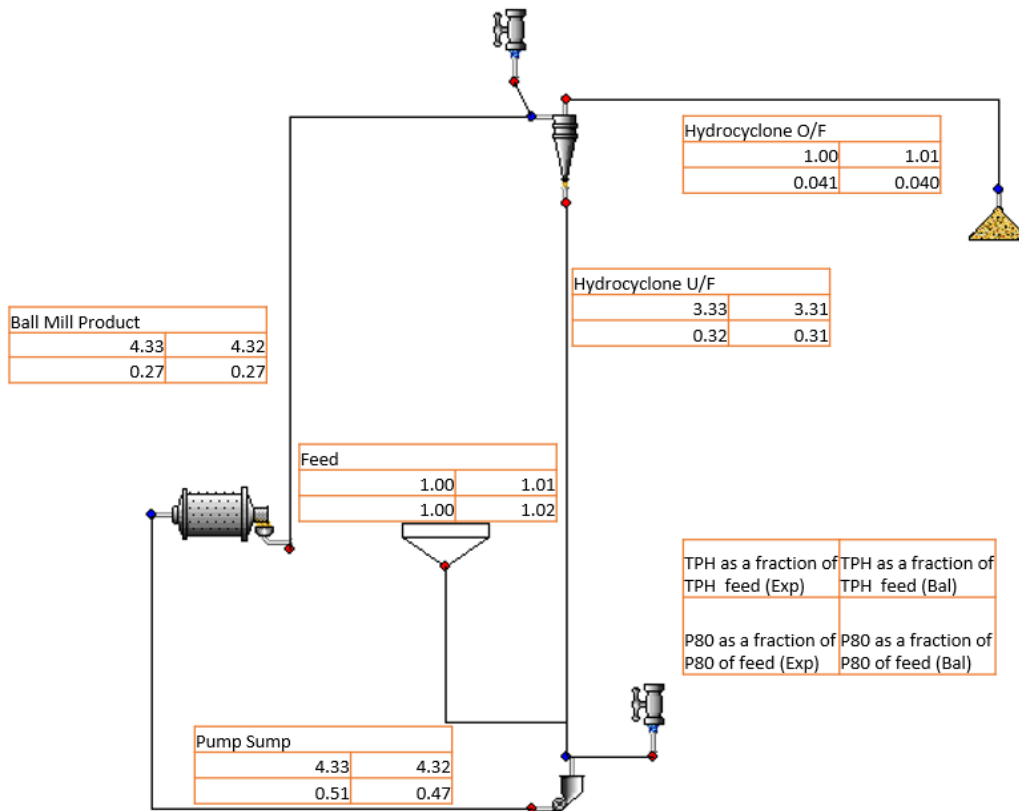 Hydrocyclone O/F
1.00 1.01
0.041 0.040
Hydrocyclone U/F
3.33 3.31
0.32 0.31
Ball Mill Product
4.33 4.32
0.27 0.27
Feed
1.00 1.01
1.00 1.02
TPH as a fraction of
TPH feed (Exp)
TPH as a fraction of
TPH feed (Bal)
P80 as a fraction of
P80 of feed (Exp)
P80 as a fraction of
P80 of feed (Bal)
Pump Sump
4.33 4.32
0.51 0.47